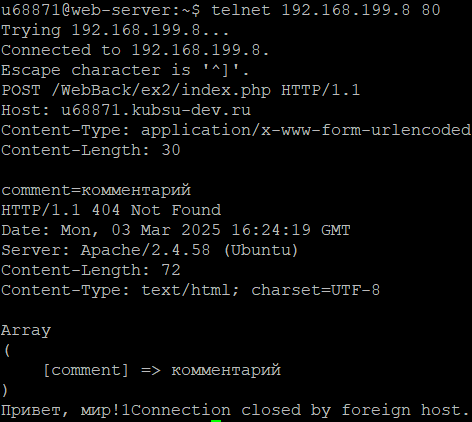 u68871@web-server:~$ telnet 192.168.199.8 80
Trying 192.168.199.8...
Connected to 192.168.199.8.
Escape character is '^]'.
POST /WebBack/ex2/index.php HTTP/1.1
Host: u68871.kubsu-dev.ru
Content-Type: application/x-www-form-urlencoded
Content-Length: 30

comment=комментарий
HTTP/1.1 404 Not Found
Date: Mon, 03 Mar 2025 16:24:19 GMT
Server: Apache/2.4.58 (Ubuntu)
Content-Length: 72
Content-Type: text/html; charset=UTF-8

Array
(
    [comment] => комментарий
)
Привет, мир!1Connection closed by foreign host.